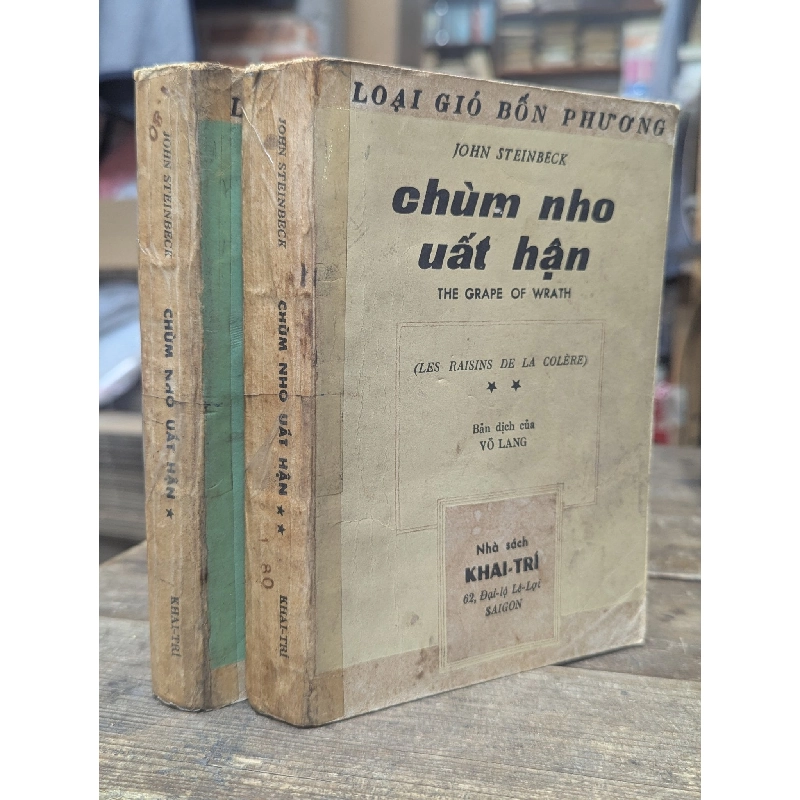 JOHN STEINBECK
CHÙM NHO UẤT HẬN ★
KHAI-TRÍ
L
JOHN STEINBECK
CHÙM NHO UẤT HẬN ★ ★
1 80
KHAI-TRÍ
LOẠI GIÓ BỐN PHƯƠNG
JOHN STEINBECK
chùm nho
uất hận
THE GRAPE OF WRATH
(LES RAISINS DE LA COLÈRE)
★ ★
Bản dịch của
VÕ LANG
Nhà sách
KHAI-TRÍ
62, Đại-lộ Lê-Lợi
SAIGON